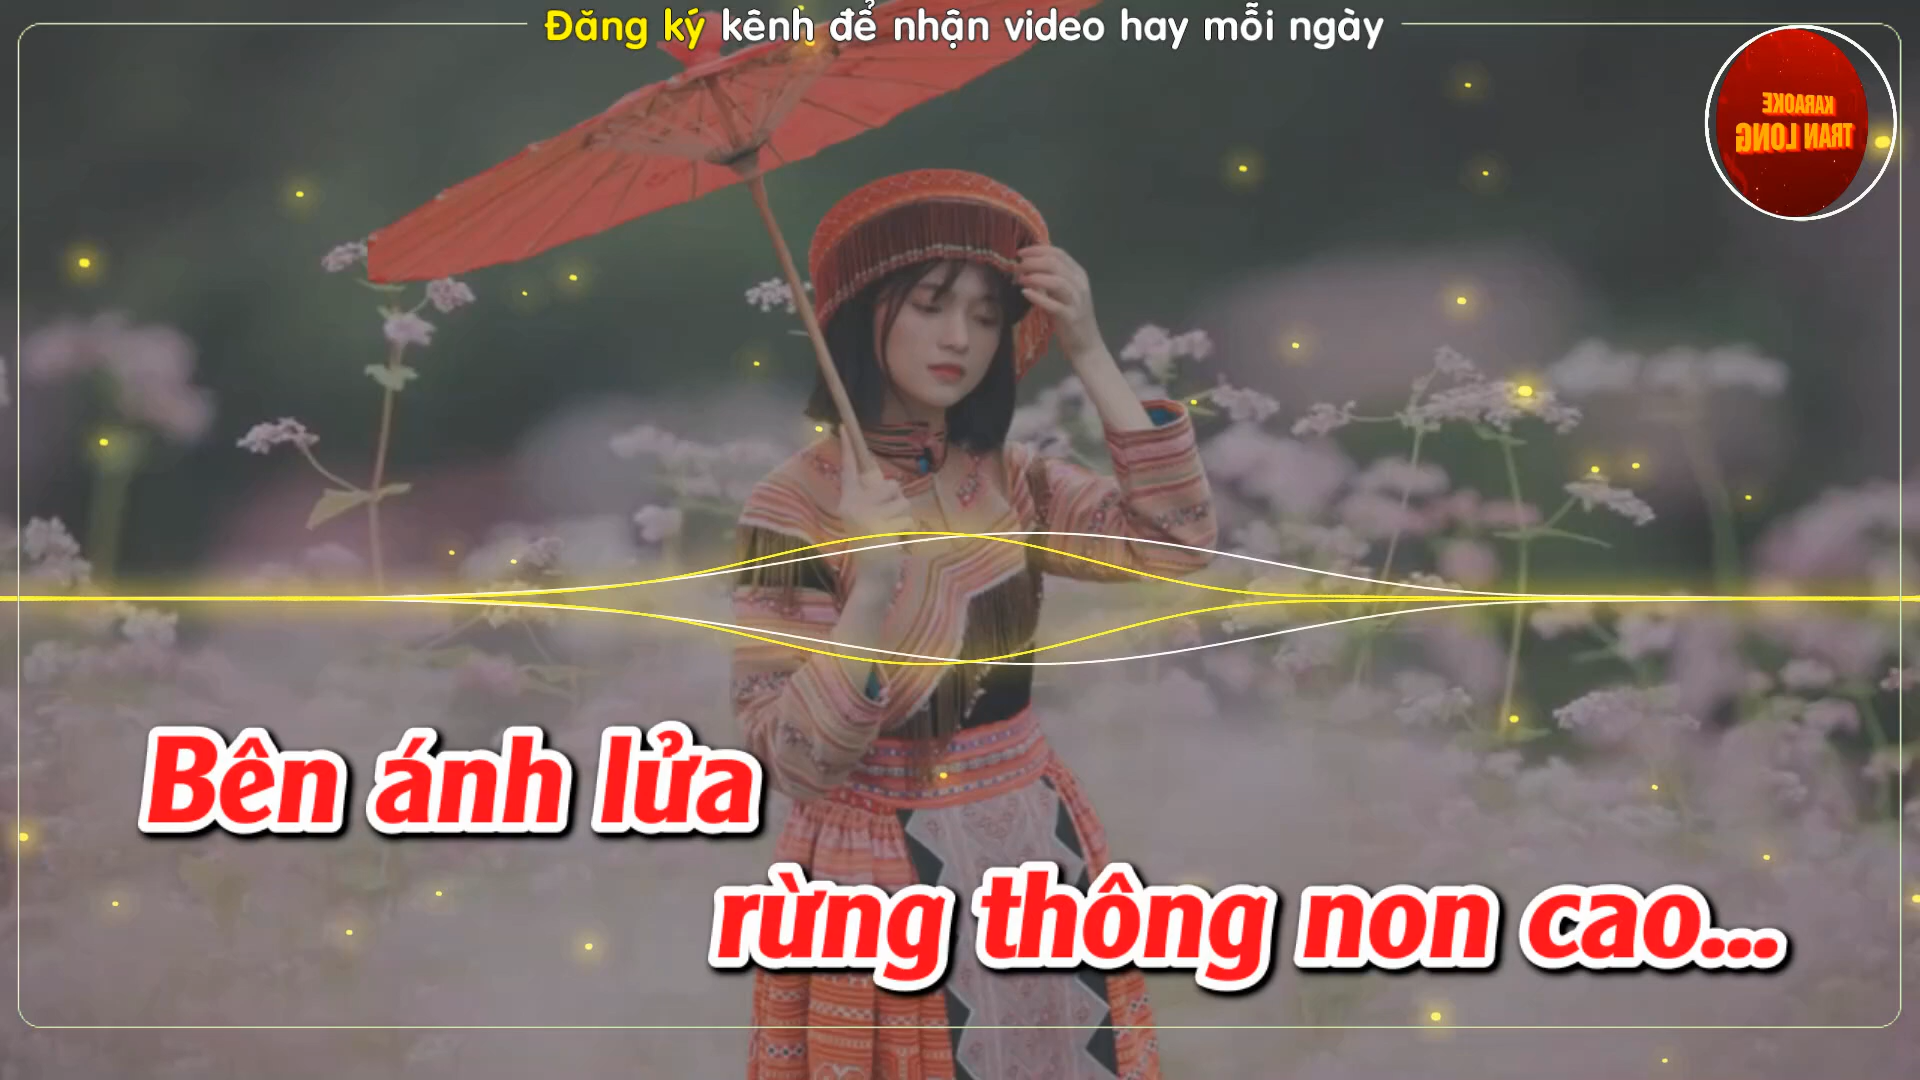 Đăng ký kênh để nhận video hay mỗi ngày
KARAOKE
TRAN LONG
Bên ánh lửa
rừng thông non cao...